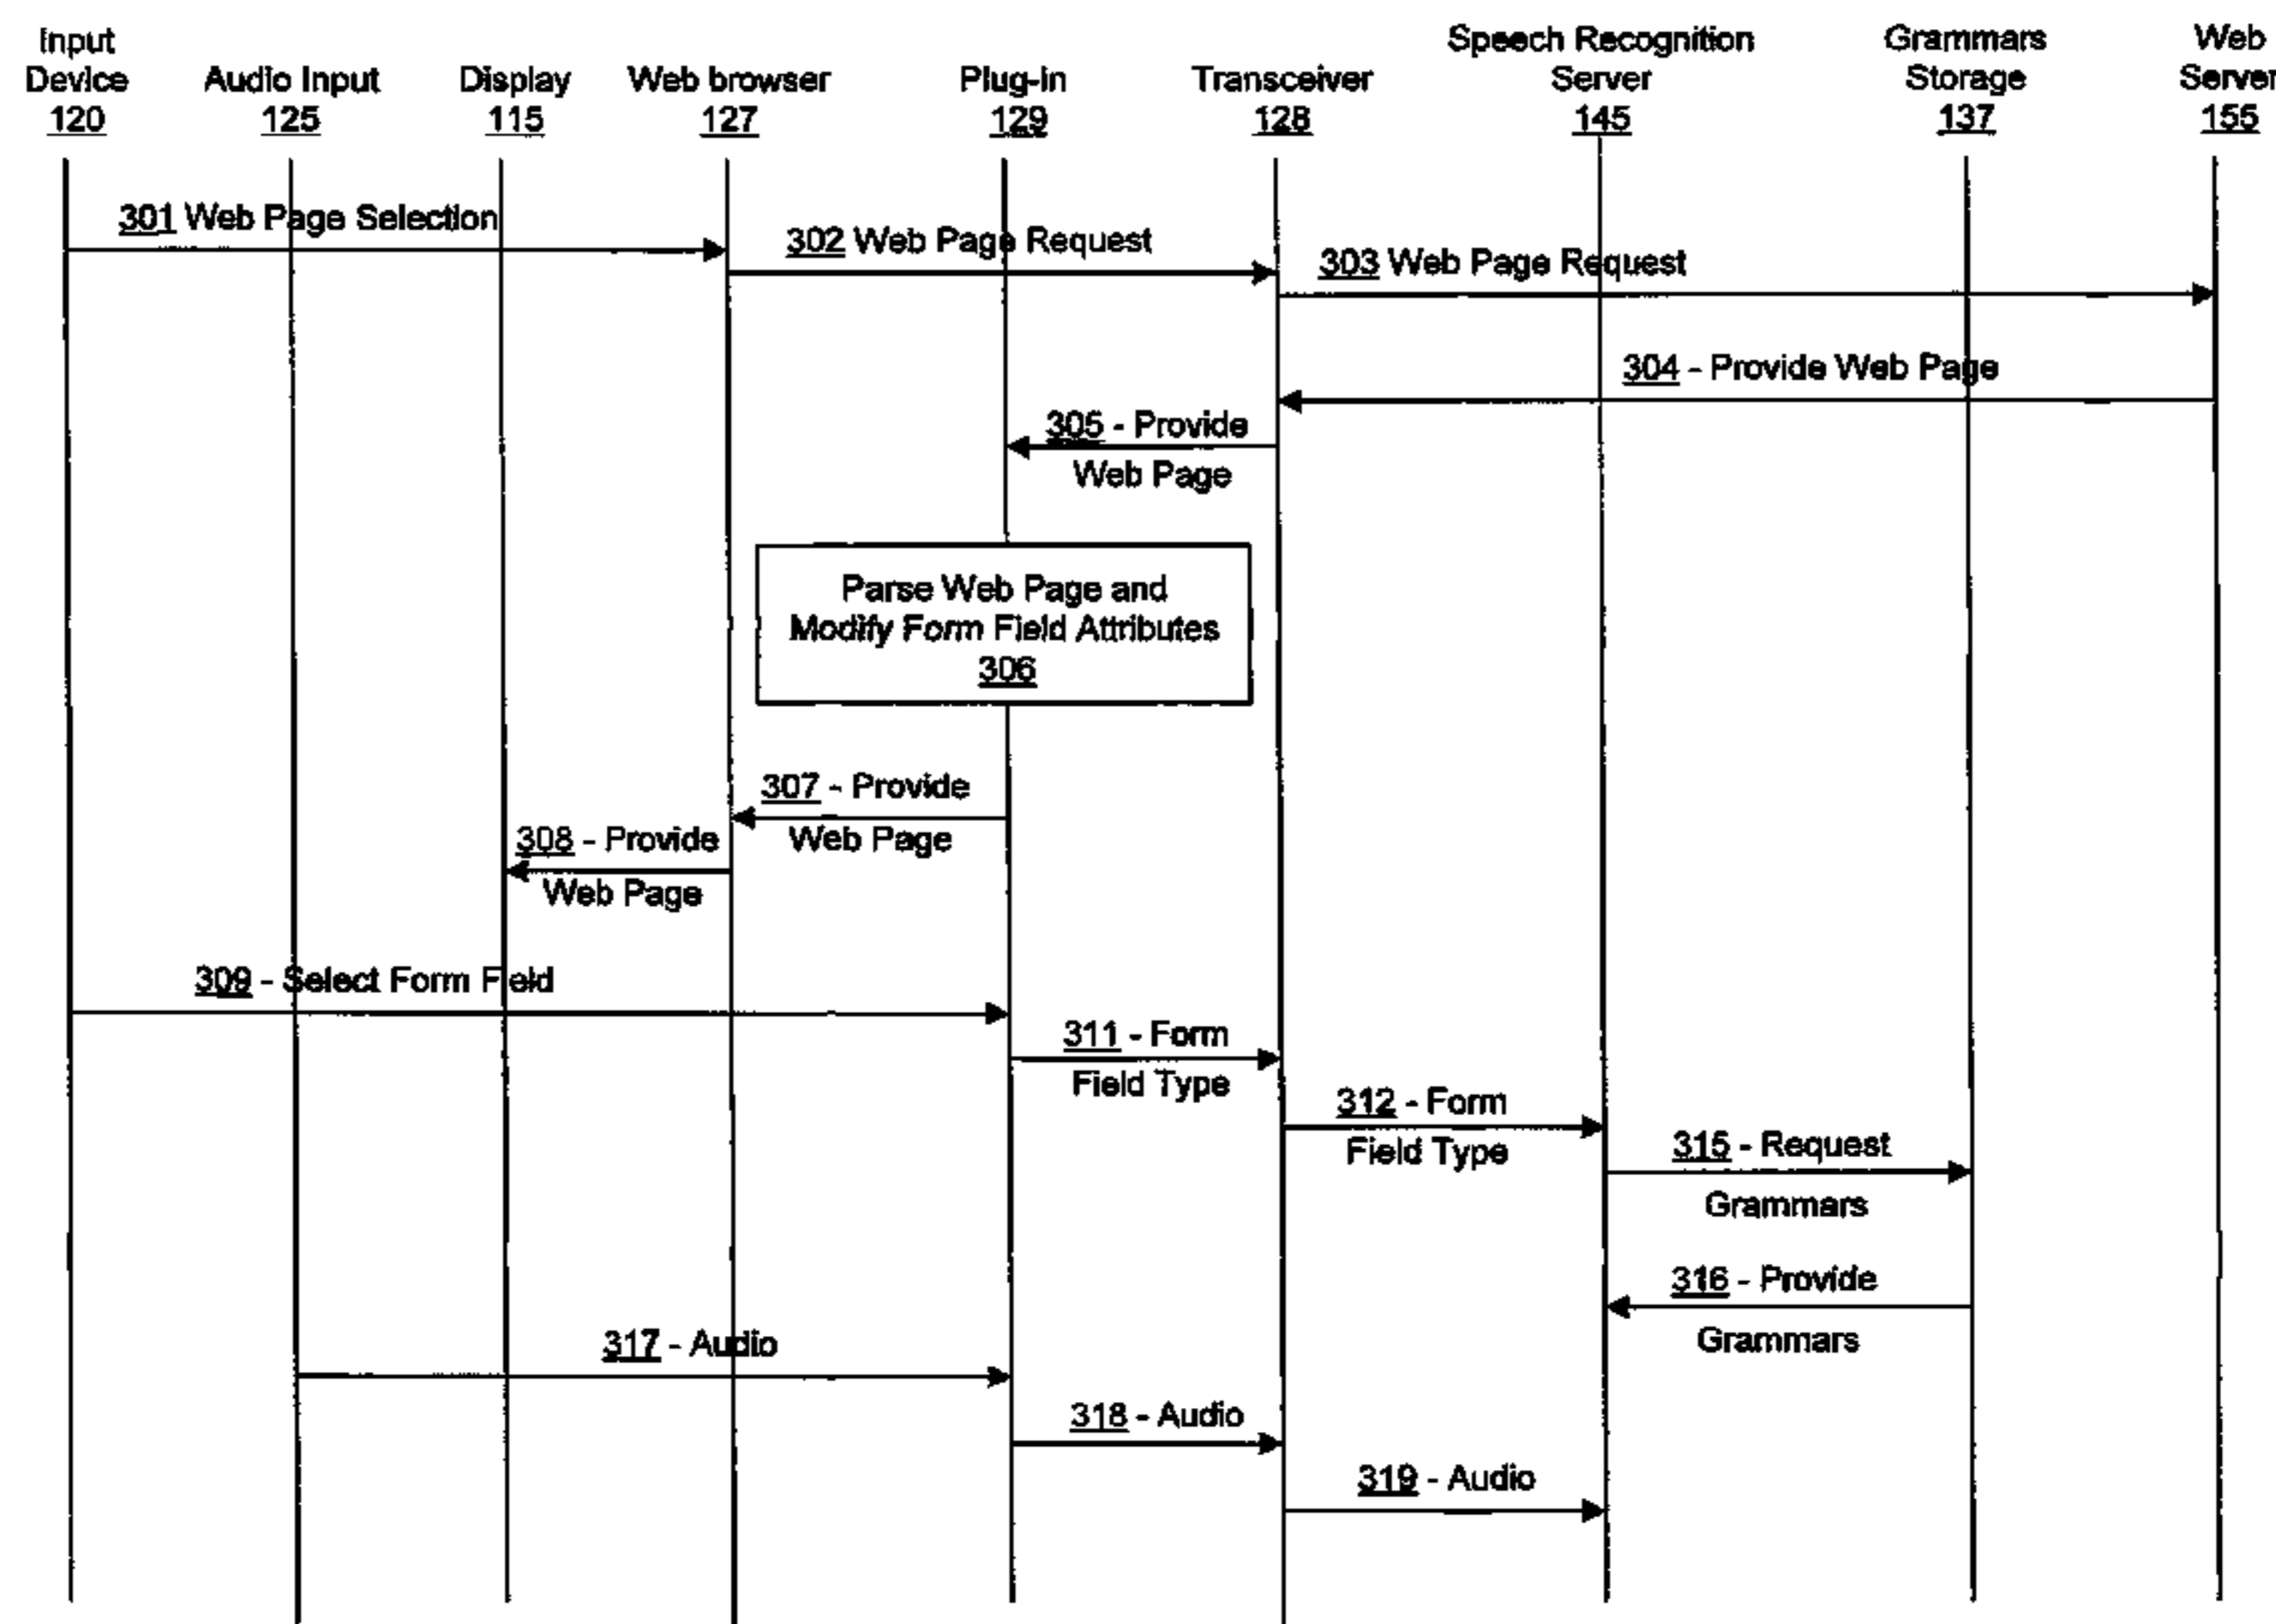 Input
Device
120
Audio Input
125
Display
115
Web browser
127
Plug-in
129
Transceiver
128
Speech Recognition
Server
145
Grammars
Storage
137
Web
Server
155
301 Web Page Selection
302 Web Page Request
303 Web Page Request
304 - Provide Web Page
305 - Provide
Web Page
Parse Web Page and
Modify Form Field Attributes
306
307 - Provide
Web Page
308 - Provide
Web Page
309 - Select Form Field
311 - Form
Field Type
312 - Form
Field Type
315 - Request
Grammars
316 - Provide
Grammars
317 - Audio
318 - Audio
319 - Audio